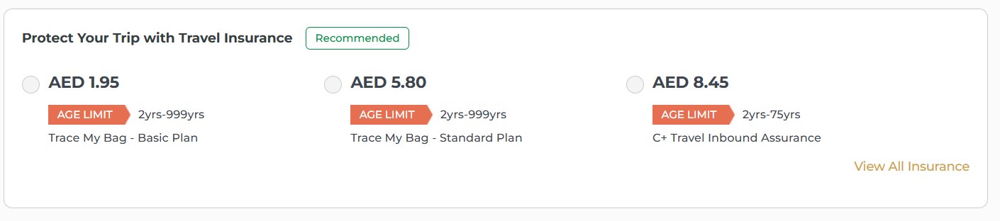 Protect Your Trip with Travel Insurance Recommended
AED 1.95
AGE LIMIT 2yrs-999yrs
Trace My Bag - Basic Plan
AED 5.80
AGE LIMIT 2yrs-999yrs
Trace My Bag - Standard Plan
AED 8.45
AGE LIMIT 2yrs-75yrs
C+ Travel Inbound Assurance
View All Insurance